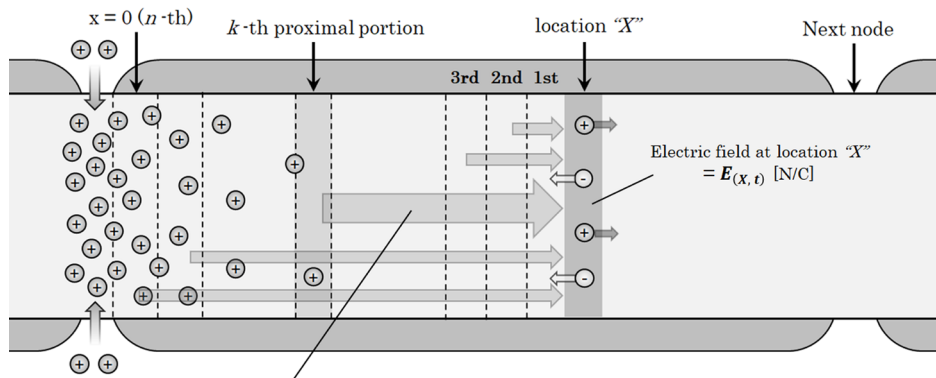 x = 0 (n-th)
k-th proximal portion
location "X"
Next node
3rd 2nd 1st
Electric field at location "X"
= E(X, t) [N/C]